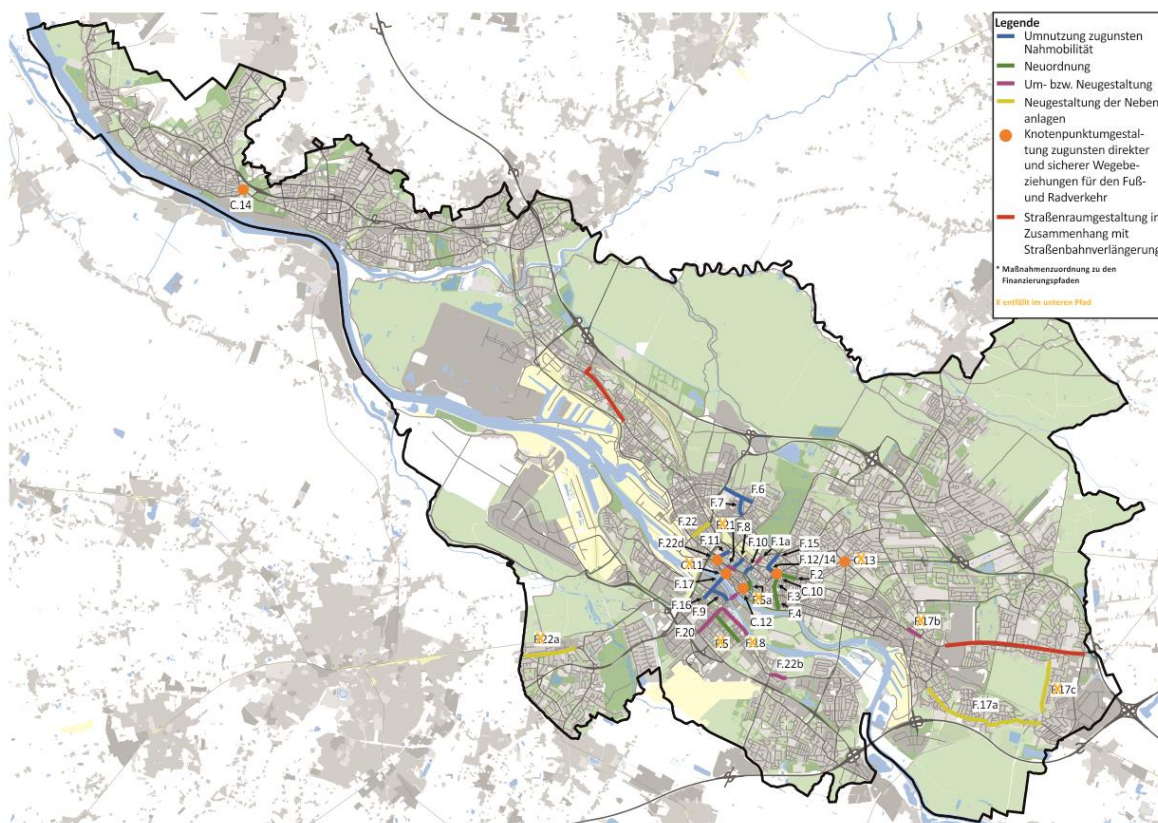 Legende
Umnutzung zugunsten
Nahmobilität
Neuordnung
Um- bzw. Neugestaltung
Neugestaltung der Neben
anlagen
Knotenpunktumgestal-
tung zugunsten direkter
und sicherer Wegebe-
ziehungen für den Fuß-
und Radverkehr
Straßenraumgestaltung in
Zusammenhang mit
Straßenbahnverlängerung
* Maßnahmenzuordnung zu den
Finanzierungspfaden
X entfällt im unteren Pfad
C.14
F.6
F.7
F.22
F.21
F.8
F.22d
F.11
F.10
F.1a
F.15
C.11
F.12/14
C.13
F.17
F.2
F.16
F.9
F.5a
F.3
C.10
F.4
F.20
C.12
F.17b
F.22a
F.5
F.18
F.22b
F.17c
F.17a